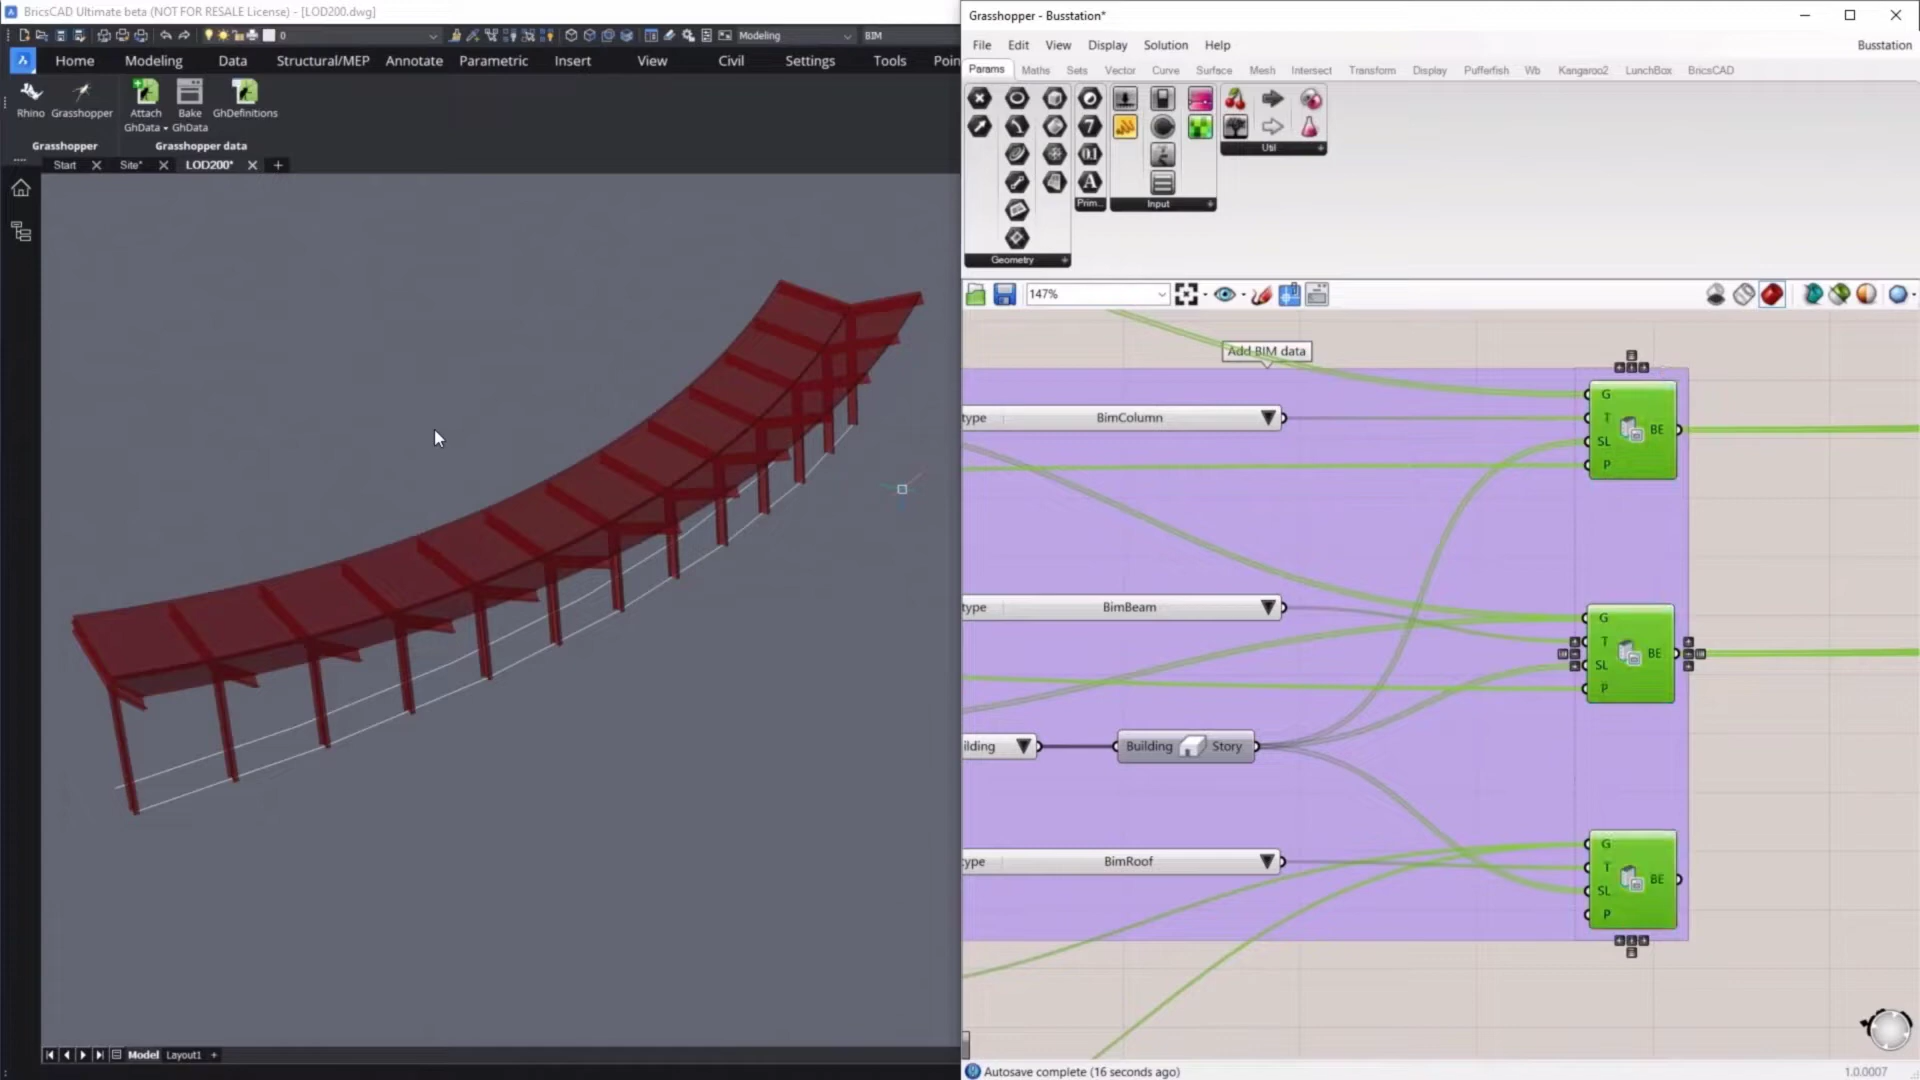 BricsCAD Ultimate beta (NOT FOR RESALE License) - [LOD200.dwg]
0
Modeling
BIM
Home
Modeling
Data
Structural/MEP
Annotate
Parametric
Insert
View
Civil
Settings
Tools
Poin
Rhino
Grasshopper
Attach
GhData
Bake
GhData
GhDefinitions
Grasshopper
Grasshopper data
Start
Site*
LOD200*
Model
Layout1
Grasshopper - Busstation*
File
Edit
View
Display
Solution
Help
Busstation
Params
Maths
Sets
Vector
Curve
Surface
Mesh
Intersect
Transform
Display
Pufferfish
Wb
Kangaroo2
LunchBox
BricsCAD
Geometry
Prim...
Input
Util
147%
Add BIM data
type
BimColumn
G
T
SL
P
BE
type
BimBeam
G
T
SL
P
BE
ilding
Building
Story
type
BimRoof
G
T
SL
P
BE
Autosave complete (16 seconds ago)
1.0.0007